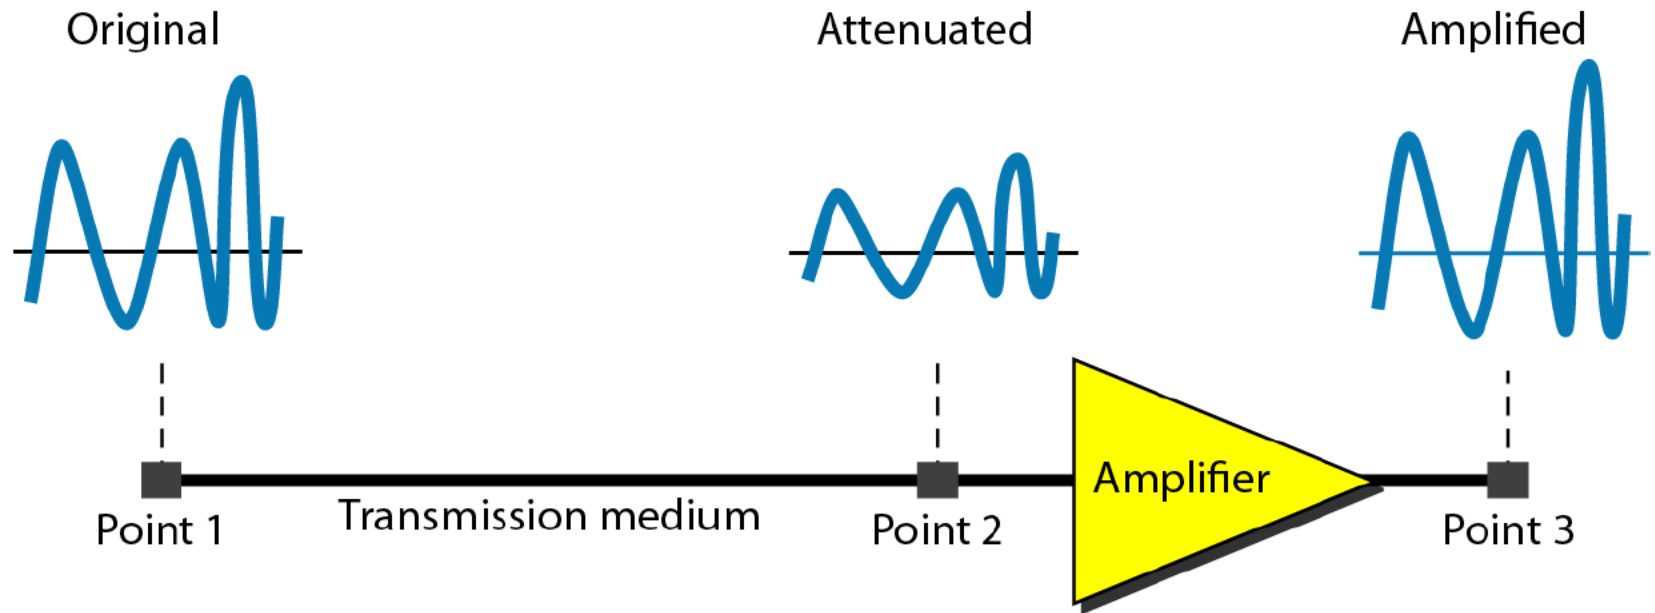 Original
Attenuated
Amplified
Amplifier
Transmission medium
Point 1
Point 2
Point 3